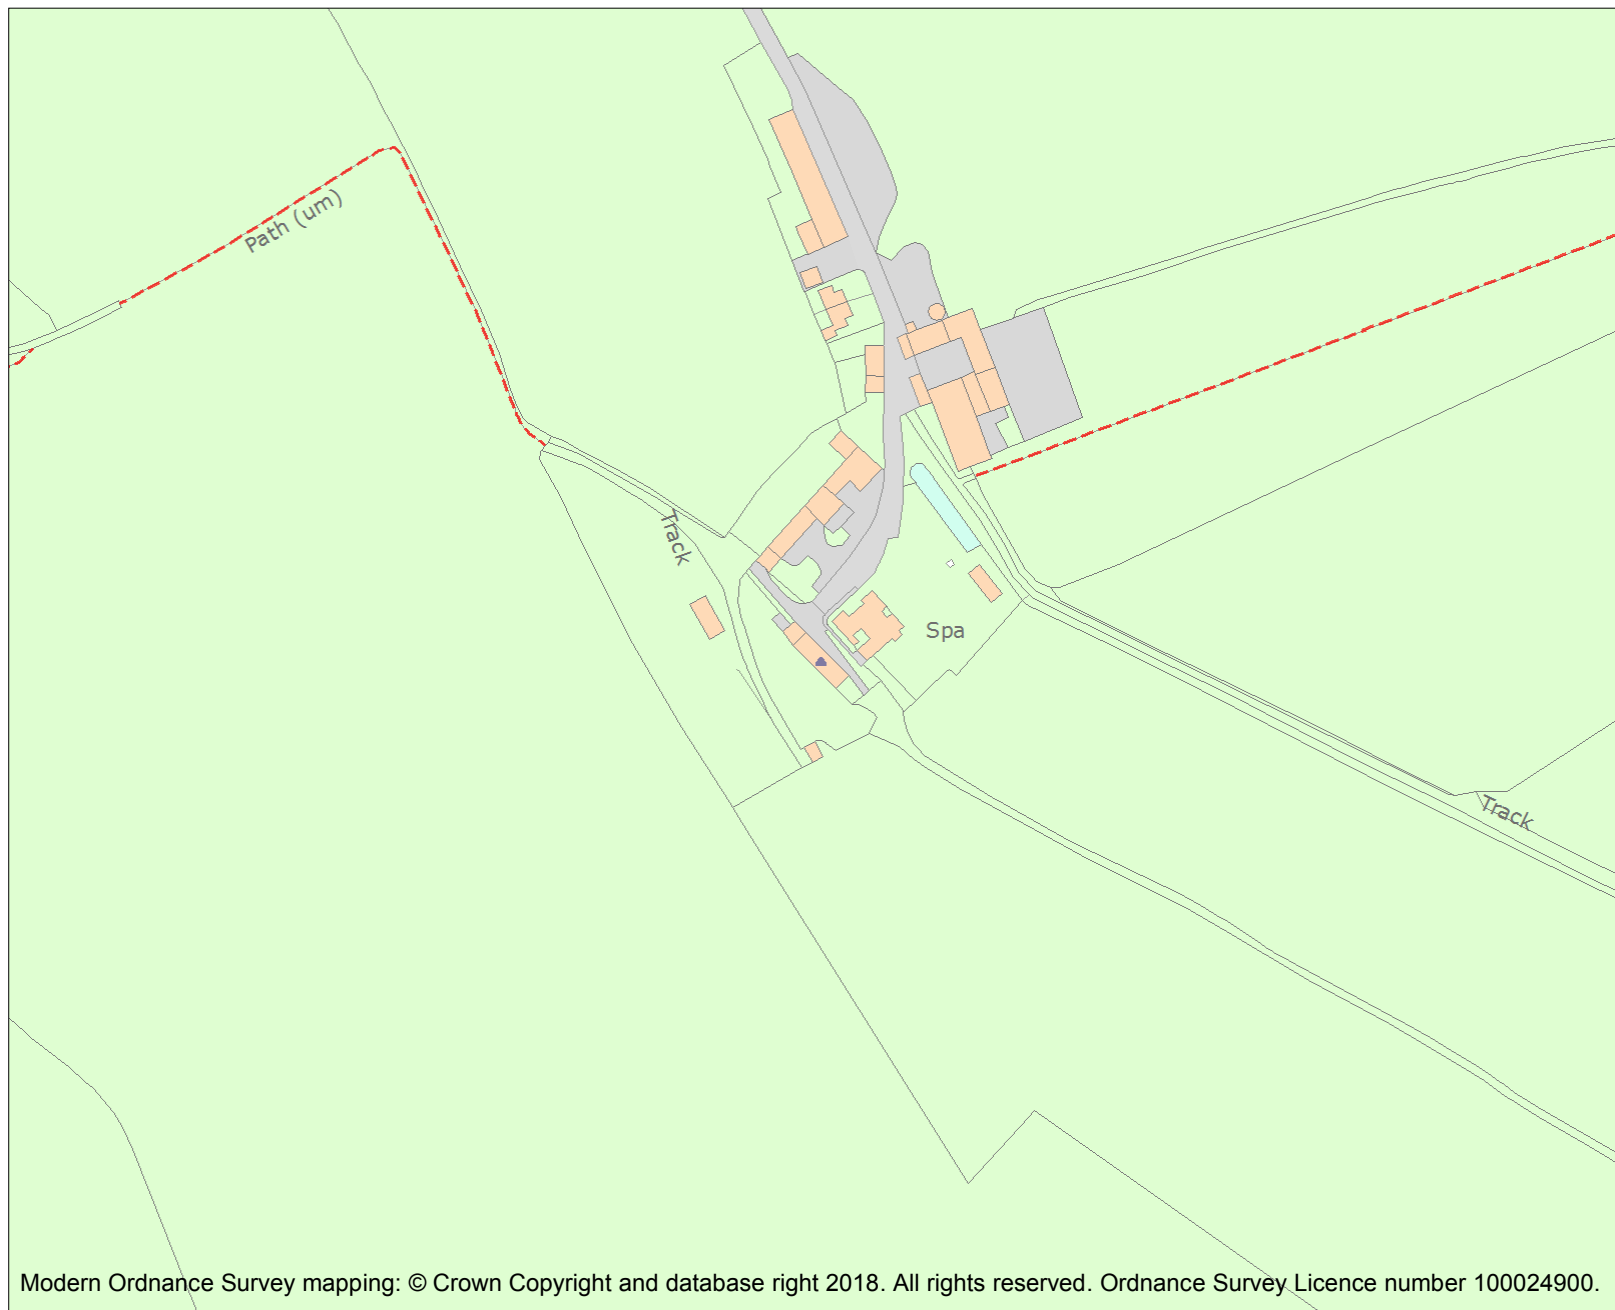 Path (um)
Track
Spa
Track
Modern Ordnance Survey mapping: © Crown Copyright and database right 2018. All rights reserved. Ordnance Survey Licence number 100024900.